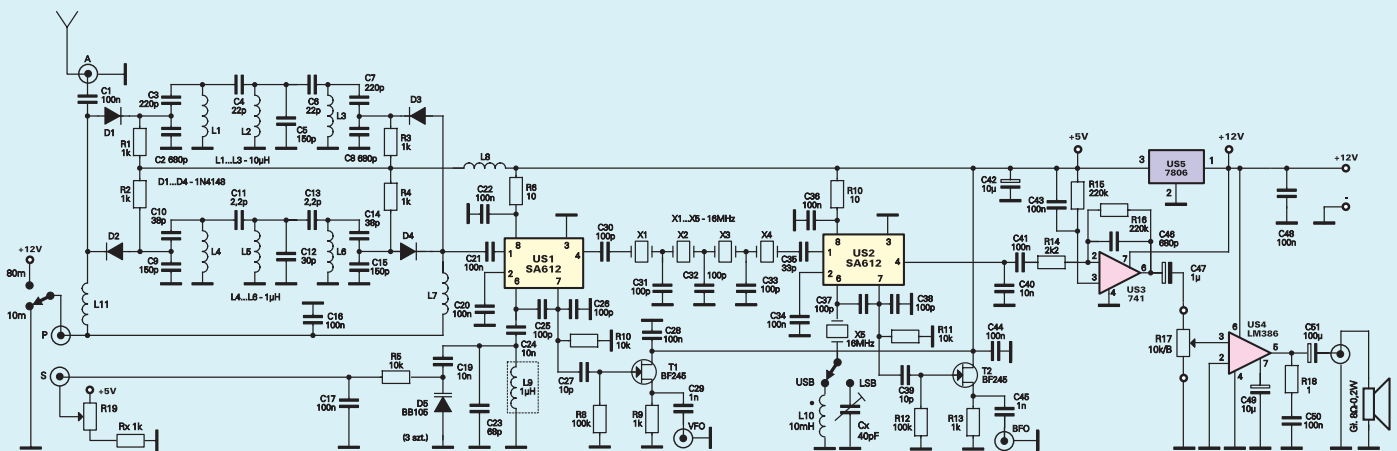 A
C1
100n
D1
C3
220p
C2 680p
R1
1k
L1
C4
22p
L2
C5
150p
C6
22p
L3
C7
220p
C8 680p
D3
R3
1k
L1...L3 - 10µH
L8
D1...D4 - 1N4148
R2
1k
R4
1k
C10
38p
C9
150p
D2
L4
C11
2,2p
L5
C12
30p
C13
2,2p
L6
C14
38p
C15
150p
D4
L4...L6 - 1µH
L7
L11
C16
100n
+12V
80m
10m
P
S
+5V
R19
Rx 1k
C17
100n
R5
10k
D5
BB105
(3 szt.)
C19
10n
C23
68p
C24
10n
L9
1µH
C20
100n
C21
100n
C22
100n
R6
10
8
3
1
4
US1
SA612
2
6
7
C25
100p
C26
100p
R10
10k
C27
10p
R8
100k
C28
100n
T1
BF245
R9
1k
C29
1n
VFO
C30
100p
X1...X5 - 16MHz
X1
X2
X3
X4
C31
100p
C32
100p
C33
100p
C35
33p
C34
100n
C36
100n
R10
10
8
3
1
4
US2
SA612
2
6
7
C37
100p
C38
100p
X5
16MHz
R11
10k
USB
LSB
L10
10mH
Cx
40pF
C39
10p
R12
100k
R13
1k
T2
BF245
C44
100n
C45
1n
BFO
C40
10n
C41
100n
R14
2k2
C42
10µ
C43
100n
+5V
R15
220k
R16
220k
C46
680p
2
3
7
6
4
US3
741
C47
1µ
3
US5
7806
1
2
+12V
+12V
-
C48
100n
R17
10k/B
US4
LM386
6
3
2
5
7
4
C49
10µ
C51
100µ
R18
1
C50
100n
Gł. 8Ω-0,2W